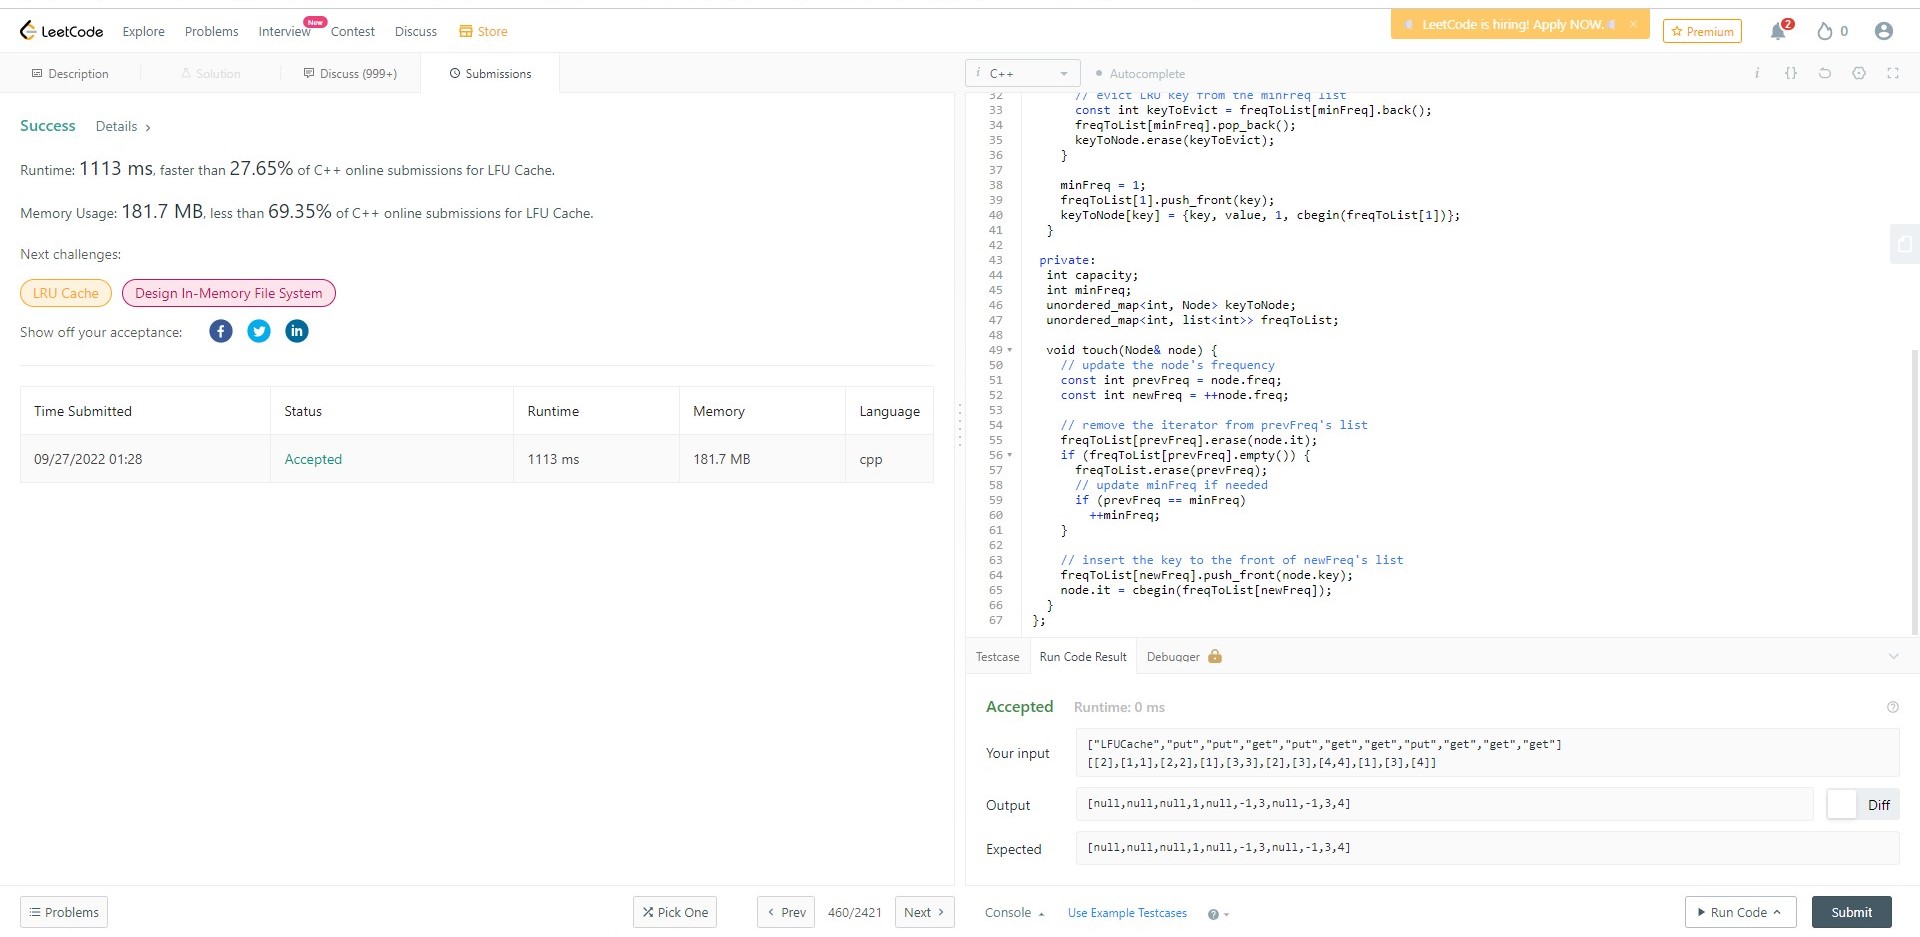 LeetCode
Explore
Problems
Interview
New
Contest
Discuss
Store
LeetCode is hiring! Apply NOW.
Premium
2
0
Description
Solution
Discuss (999+)
Submissions
i C++
Autocomplete
Success
Details
Runtime: 1113 ms, faster than 27.65% of C++ online submissions for LFU Cache.
Memory Usage: 181.7 MB, less than 69.35% of C++ online submissions for LFU Cache.
Next challenges:
LRU Cache
Design In-Memory File System
Show off your acceptance:
Time Submitted Status Runtime Memory Language
09/27/2022 01:28 Accepted 1113 ms 181.7 MB cpp
32 // evict LRU key from the minFreq list
33 const int keyToEvict = freqToList[minFreq].back();
34 freqToList[minFreq].pop_back();
35 keyToNode.erase(keyToEvict);
36 }
37
38 minFreq = 1;
39 freqToList[1].push_front(key);
40 keyToNode[key] = {key, value, 1, cbegin(freqToList[1])};
41 }
42
43 private:
44 int capacity;
45 int minFreq;
46 unordered_map<int, Node> keyToNode;
47 unordered_map<int, list<int>> freqToList;
48
49 void touch(Node& node) {
50 // update the node's frequency
51 const int prevFreq = node.freq;
52 const int newFreq = ++node.freq;
53
54 // remove the iterator from prevFreq's list
55 freqToList[prevFreq].erase(node.it);
56 if (freqToList[prevFreq].empty()) {
57 freqToList.erase(prevFreq);
58 // update minFreq if needed
59 if (prevFreq == minFreq)
60 ++minFreq;
61 }
62
63 // insert the key to the front of newFreq's list
64 freqToList[newFreq].push_front(node.key);
65 node.it = cbegin(freqToList[newFreq]);
66 }
67 };
Testcase
Run Code Result
Debugger
Accepted
Runtime: 0 ms
Your input
["LFUCache","put","put","get","put","get","get","put","get","get","get"]
[[2],[1,1],[2,2],[1],[3,3],[2],[3],[4,4],[1],[3],[4]]
Output
[null,null,null,1,null,-1,3,null,-1,3,4]
Diff
Expected
[null,null,null,1,null,-1,3,null,-1,3,4]
Problems
Pick One
Prev
460/2421
Next
Console
Use Example Testcases
Run Code
Submit